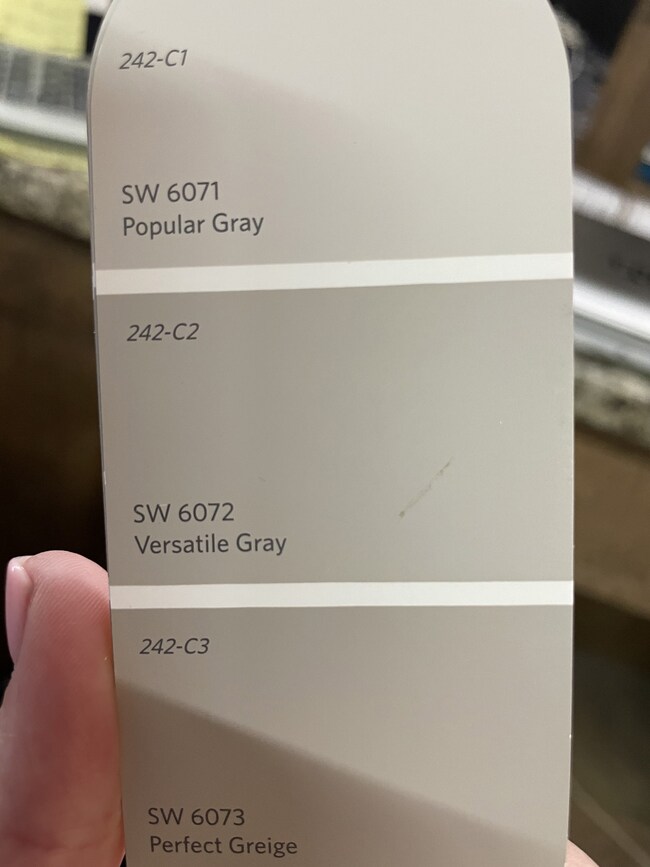 242-C1
SW 6071
Popular Gray
242-C2
SW 6072
Versatile Gray
242-C3
SW 6073
Perfect Greige